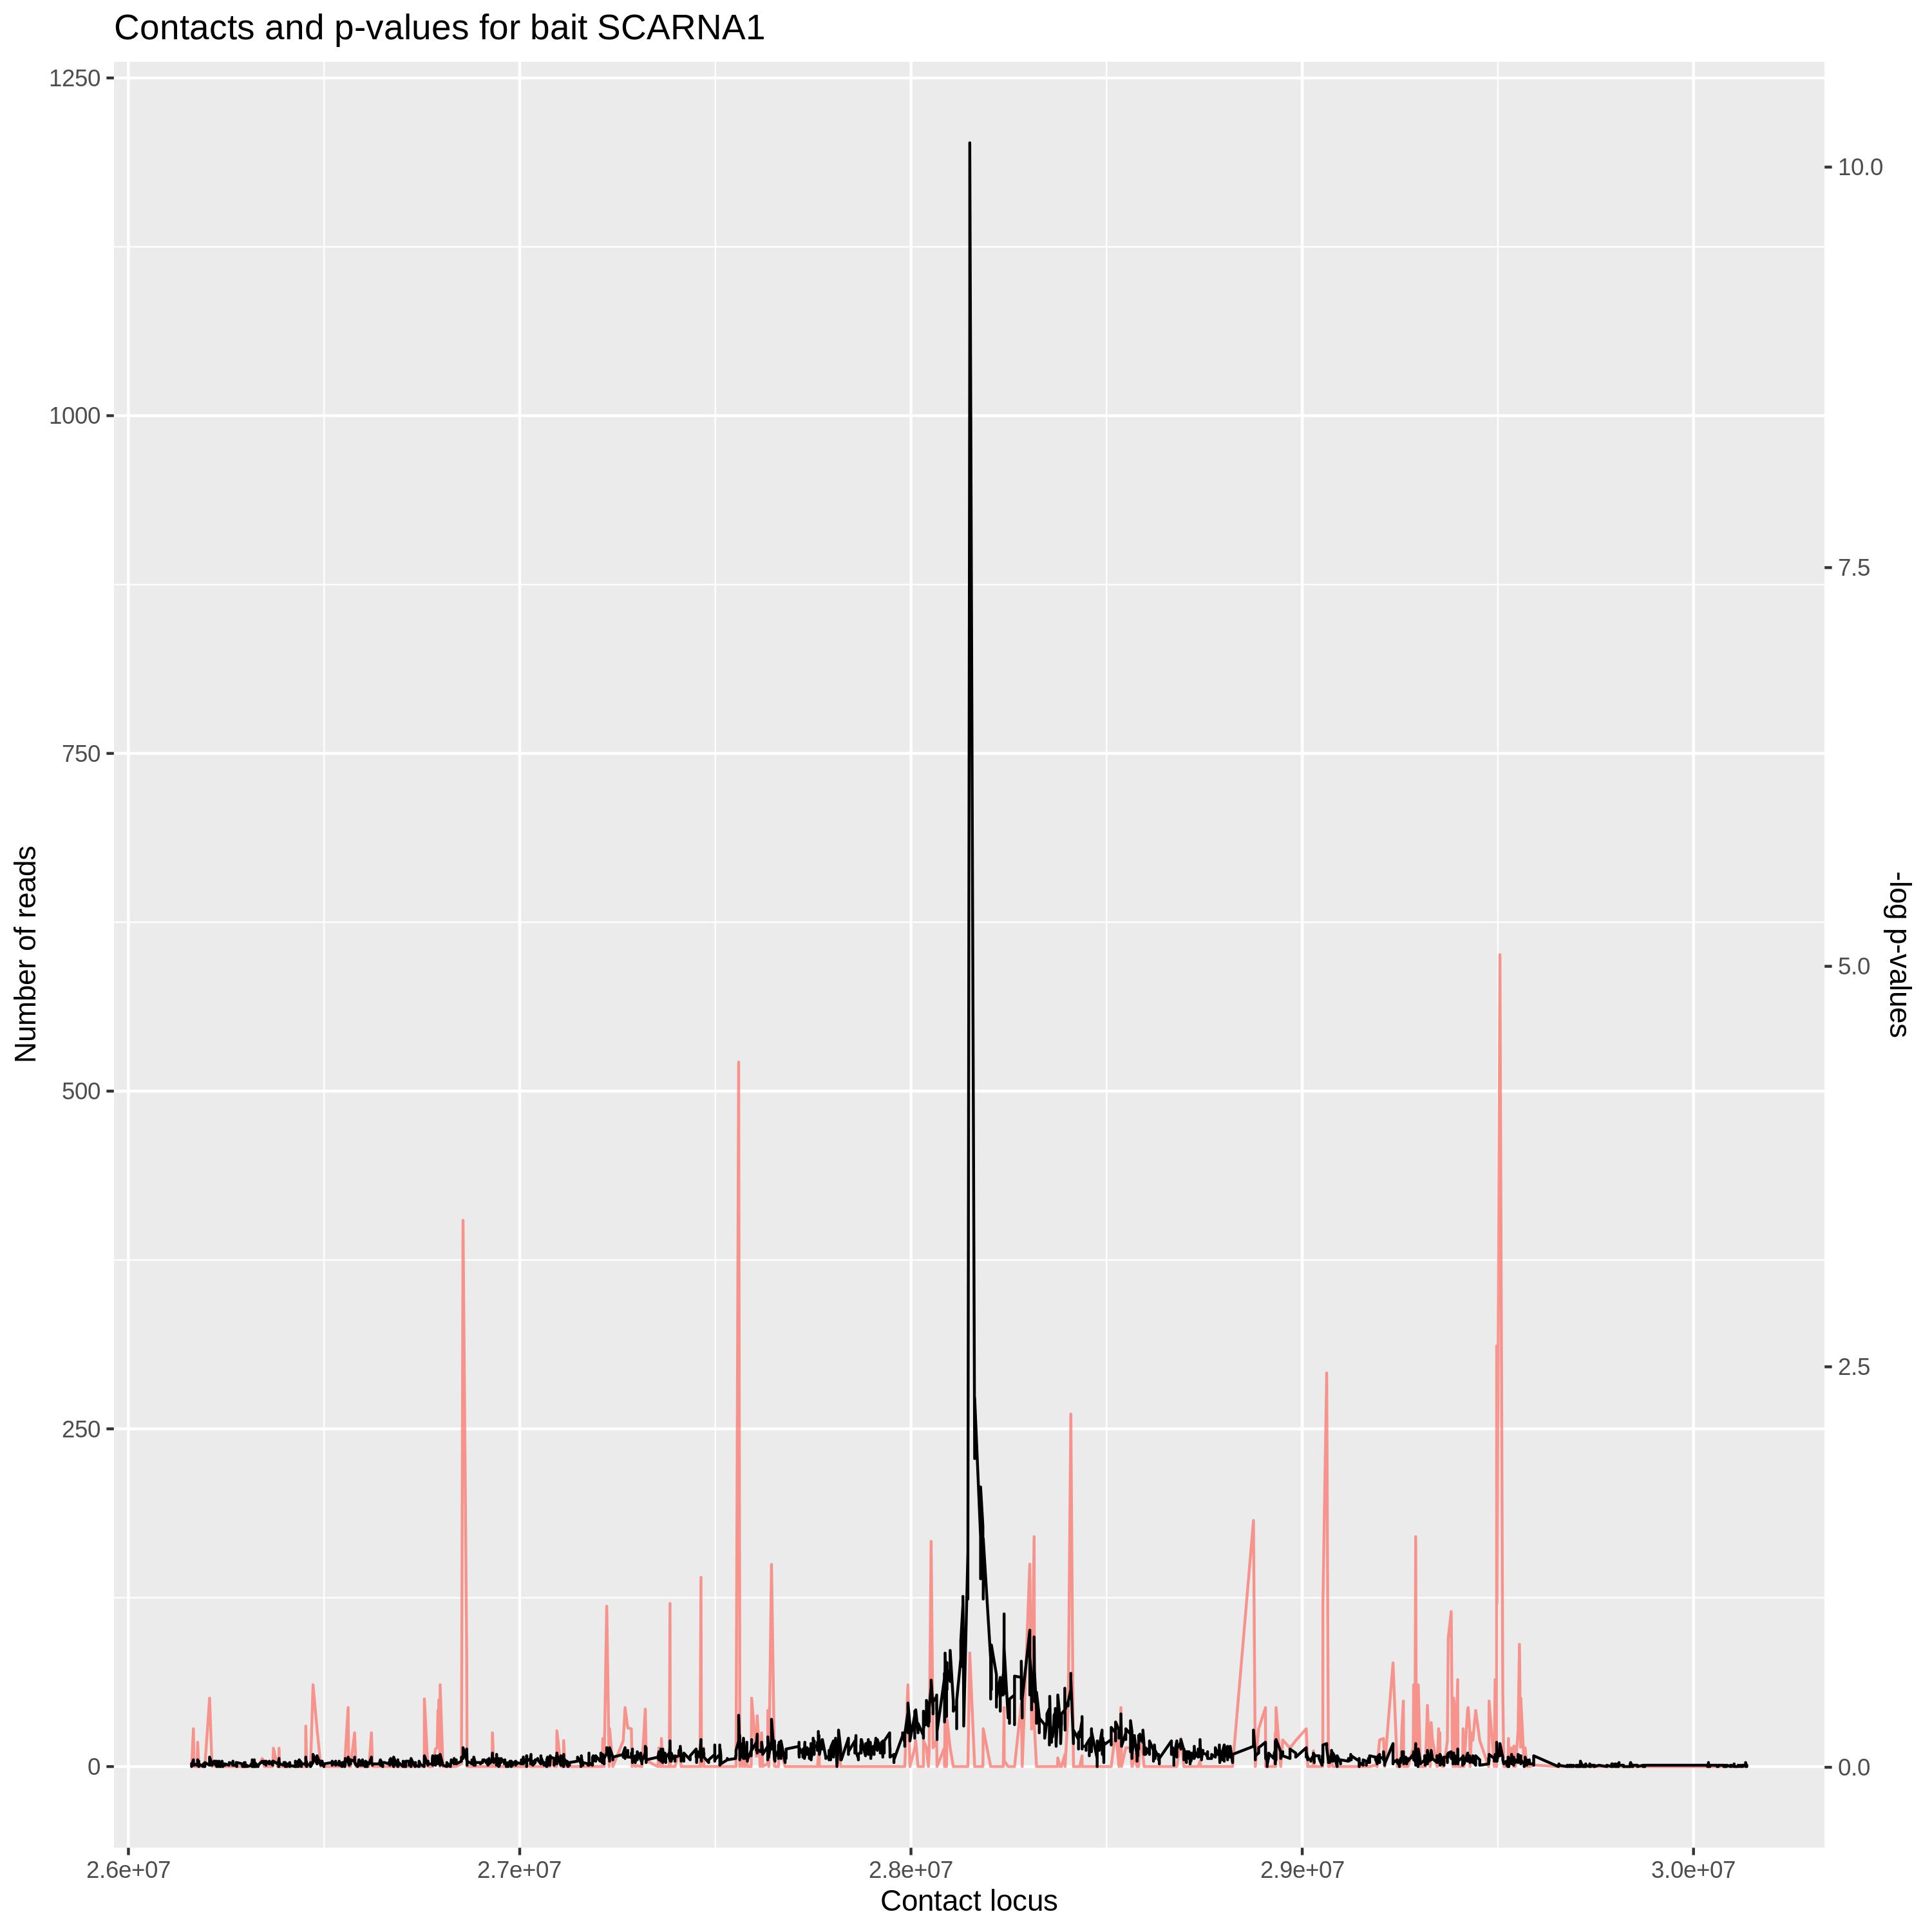 Contacts and p-values for bait SCARNA1
1250
1000
750
500
250
0
Number of reads
10.0
7.5
5.0
2.5
0.0
-log p-values
2.6e+07
2.7e+07
2.8e+07
2.9e+07
3.0e+07
Contact locus